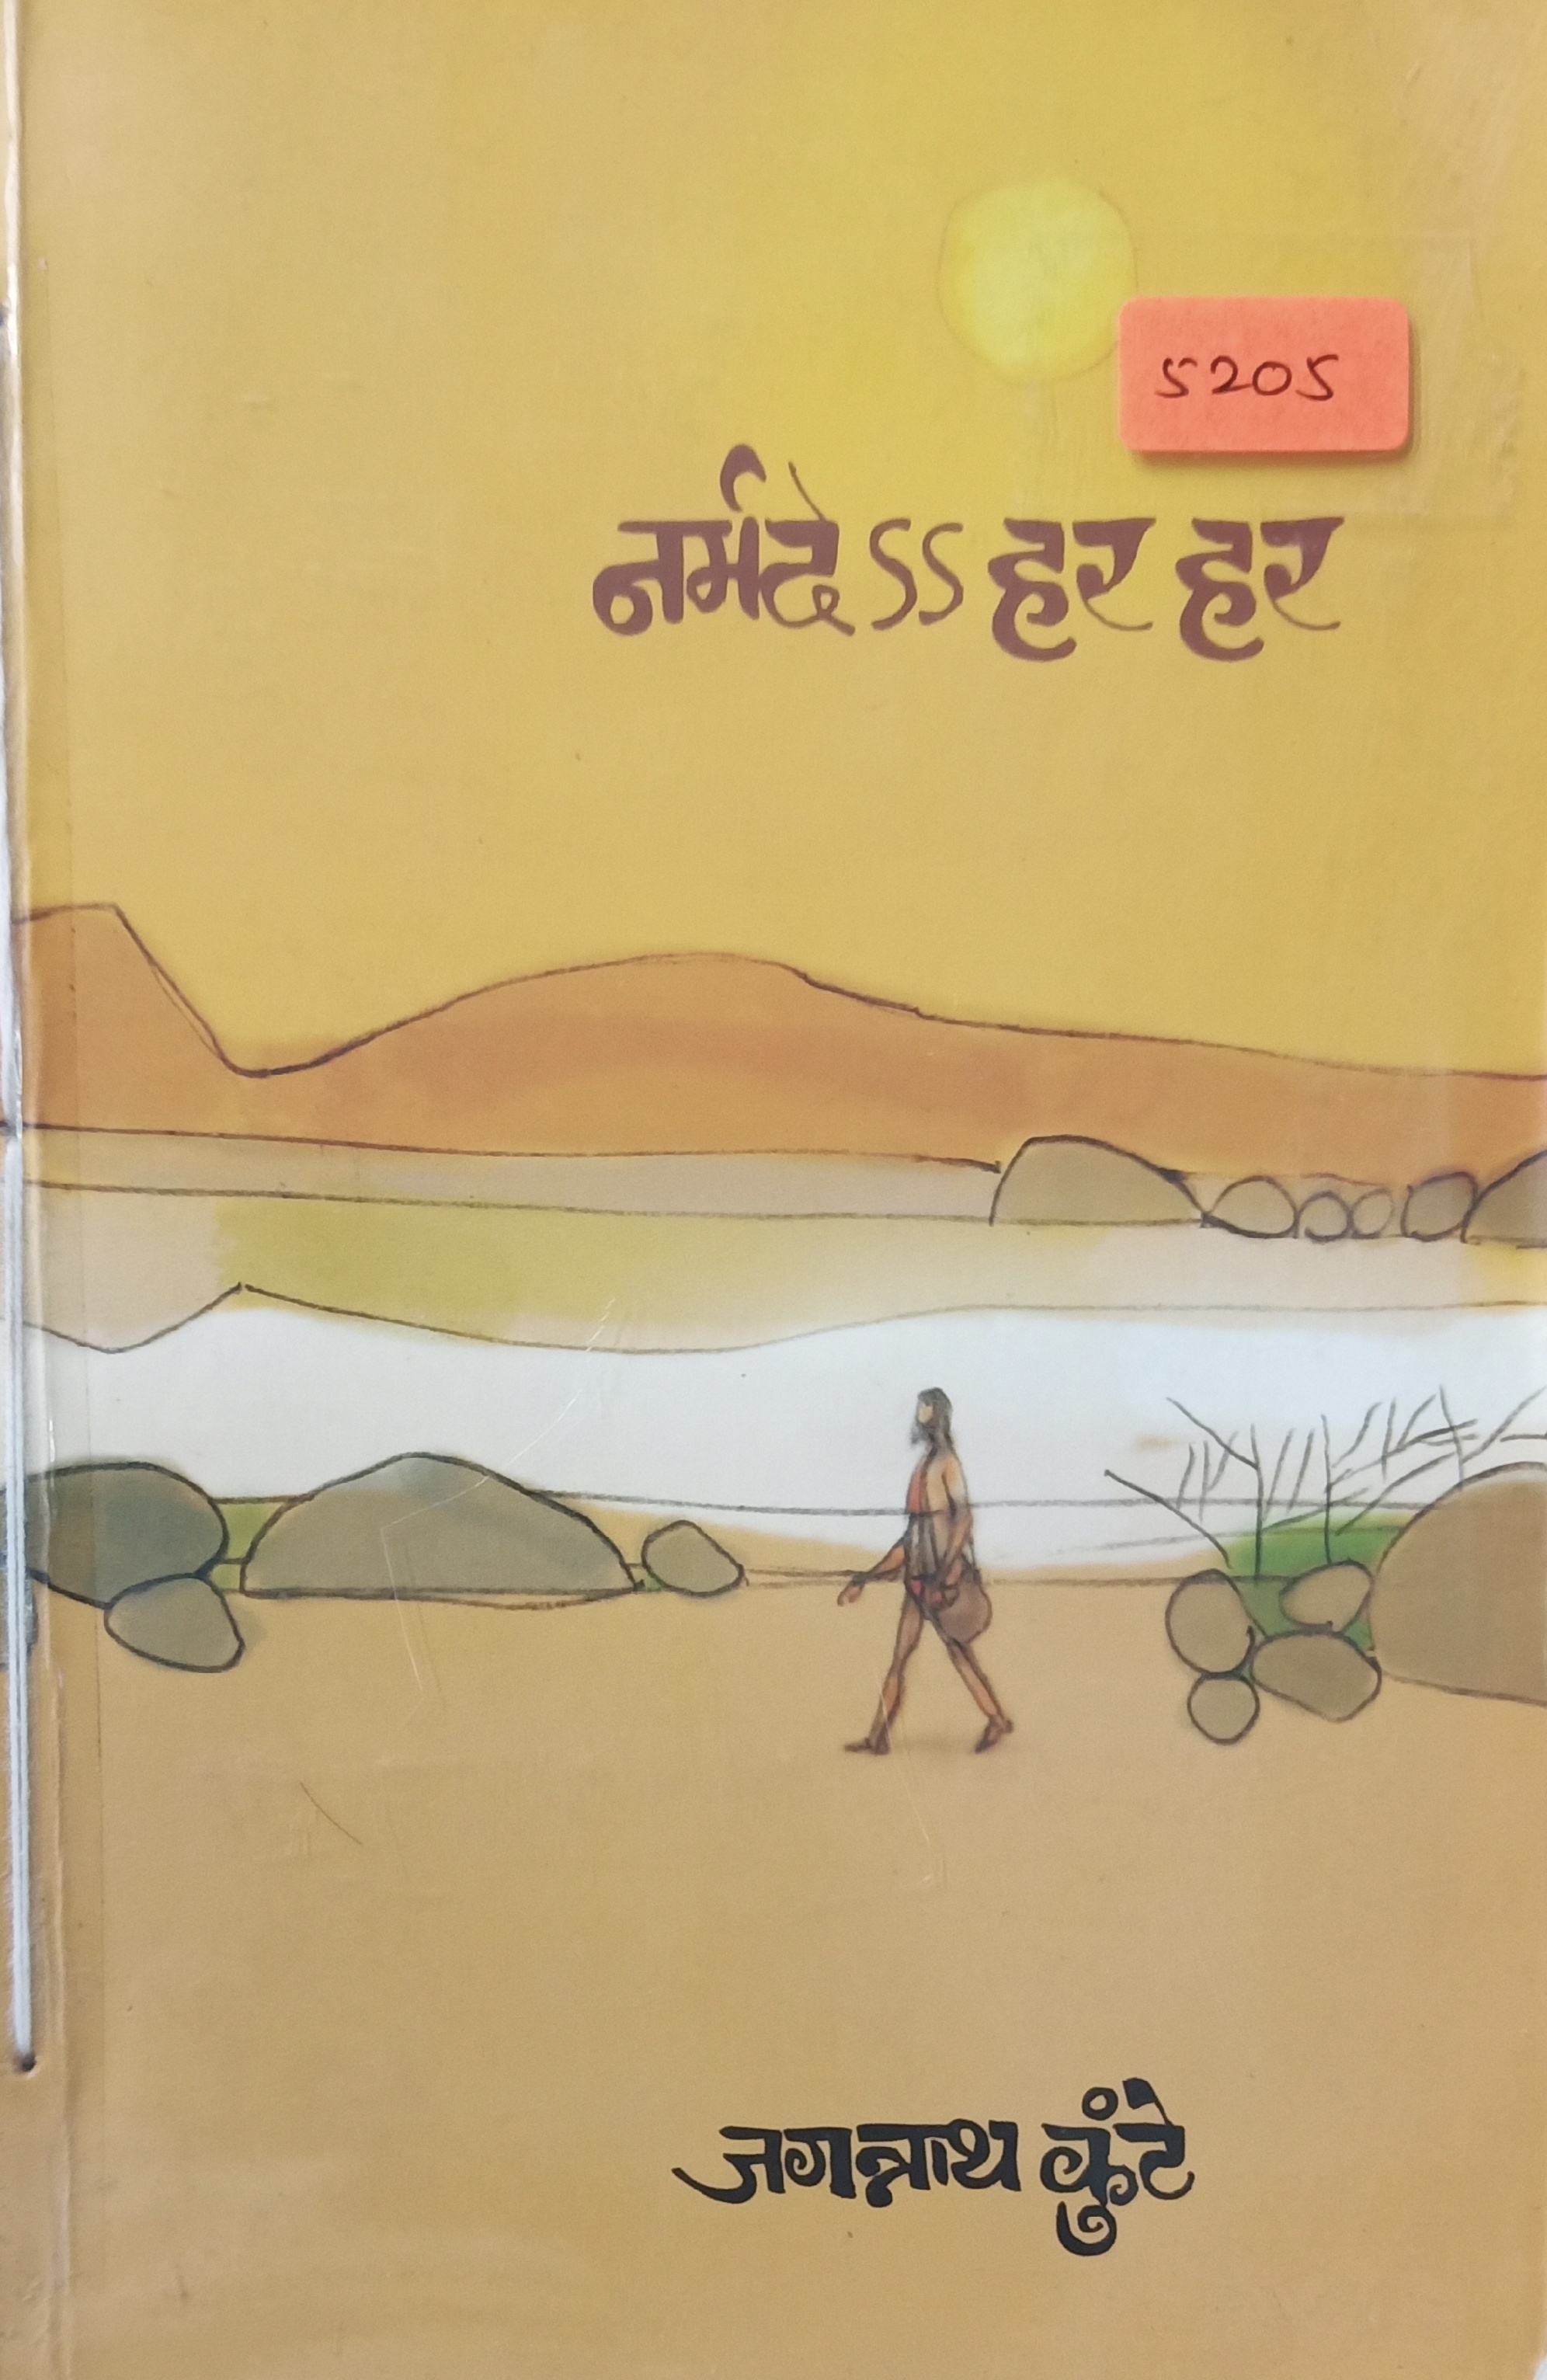 5205
नर्मदे ऽऽ हर हर
जगन्नाथ कुंटे